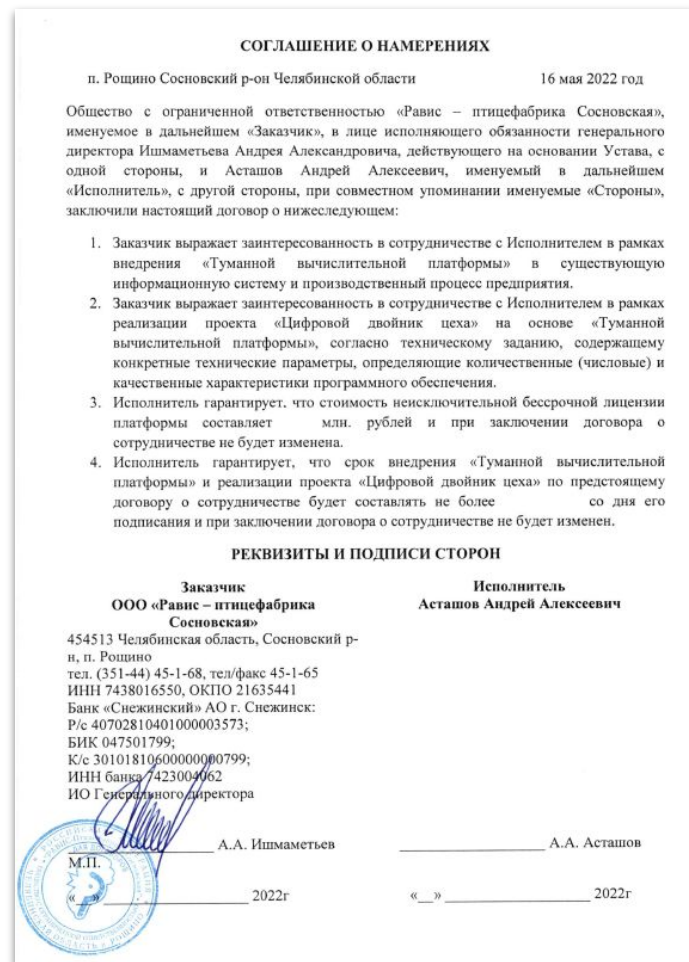 СОГЛАШЕНИЕ О НАМЕРЕНИЯХ
п. Рощино Сосновский р-он Челябинской области 16 мая 2022 год
Общество с ограниченной ответственностью «Равис – птицефабрика Сосновская»,
именуемое в дальнейшем «Заказчик», в лице исполняющего обязанности генерального
директора Ишмаметьева Андрея Александровича, действующего на основании Устава, с
одной стороны, и Асташов Андрей Алексеевич, именуемый в дальнейшем
«Исполнитель», с другой стороны, при совместном упоминании именуемые «Стороны»,
заключили настоящий договор о нижеследующем:
1. Заказчик выражает заинтересованность в сотрудничестве с Исполнителем в рамках
внедрения «Туманной вычислительной платформы» в существующую
информационную систему и производственный процесс предприятия.
2. Заказчик выражает заинтересованность в сотрудничестве с Исполнителем в рамках
реализации проекта «Цифровой двойник цеха» на основе «Туманной
вычислительной платформы», согласно техническому заданию, содержащему
конкретные технические параметры, определяющие количественные (числовые) и
качественные характеристики программного обеспечения.
3. Исполнитель гарантирует, что стоимость неисключительной бессрочной лицензии
платформы составляет млн. рублей и при заключении договора о
сотрудничестве не будет изменена.
4. Исполнитель гарантирует, что срок внедрения «Туманной вычислительной
платформы» и реализации проекта «Цифровой двойник цеха» по предстоящему
договору о сотрудничестве будет составлять не более со дня его
подписания и при заключении договора о сотрудничестве не будет изменен.
РЕКВИЗИТЫ И ПОДПИСИ СТОРОН
Заказчик
ООО «Равис – птицефабрика
Сосновская»
454513 Челябинская область, Сосновский р-
н, п. Рощино
тел. (351-44) 45-1-68, тел/факс 45-1-65
ИНН 7438016550, ОКПО 21635441
Банк «Снежинский» АО г. Снежинск:
Р/с 40702810401000003573;
БИК 047501799;
К/с 30101810600000000799;
ИНН банка 7423004062
ИО Генерального директора
А.А. Ишмаметьев
М.П.
«__» ________________ 2022г
Исполнитель
Асташов Андрей Алексеевич
А.А. Асташов
«__» ________________ 2022г